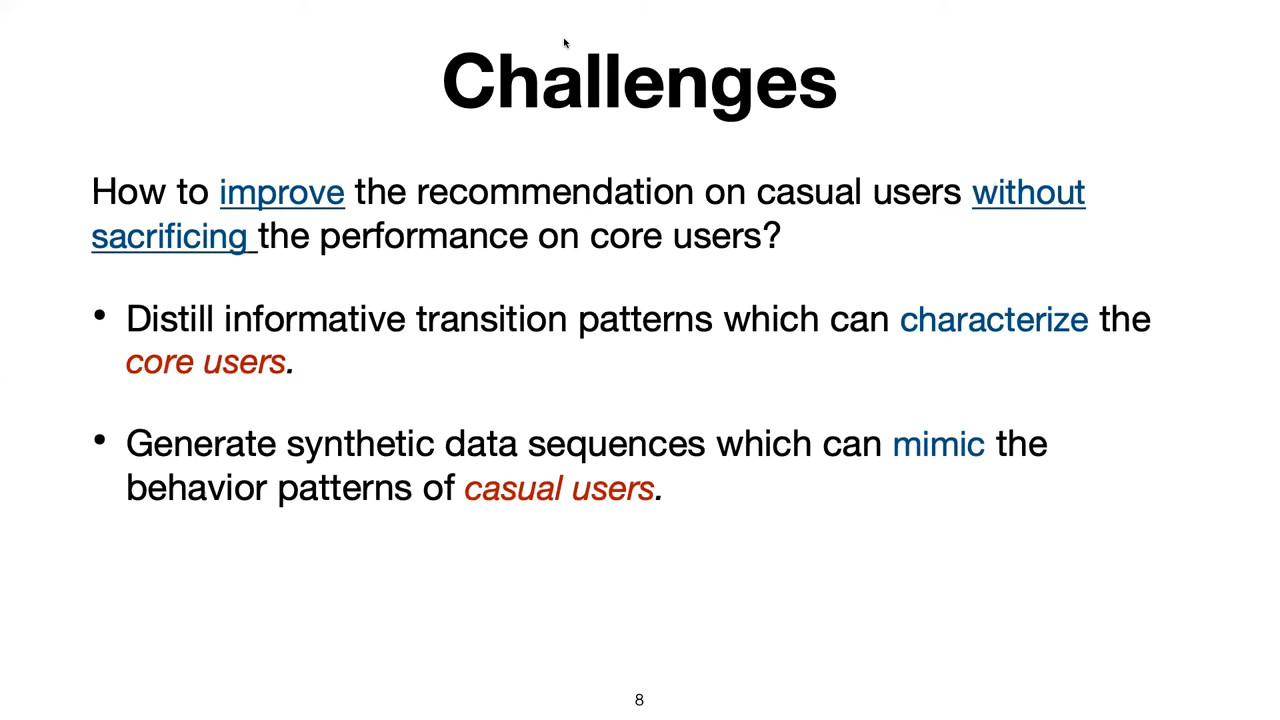 Challenges
How to improve the recommendation on casual users without
sacrificing the performance on core users?
• Distill informative transition patterns which can characterize the
core users.
• Generate synthetic data sequences which can mimic the
behavior patterns of casual users.
8